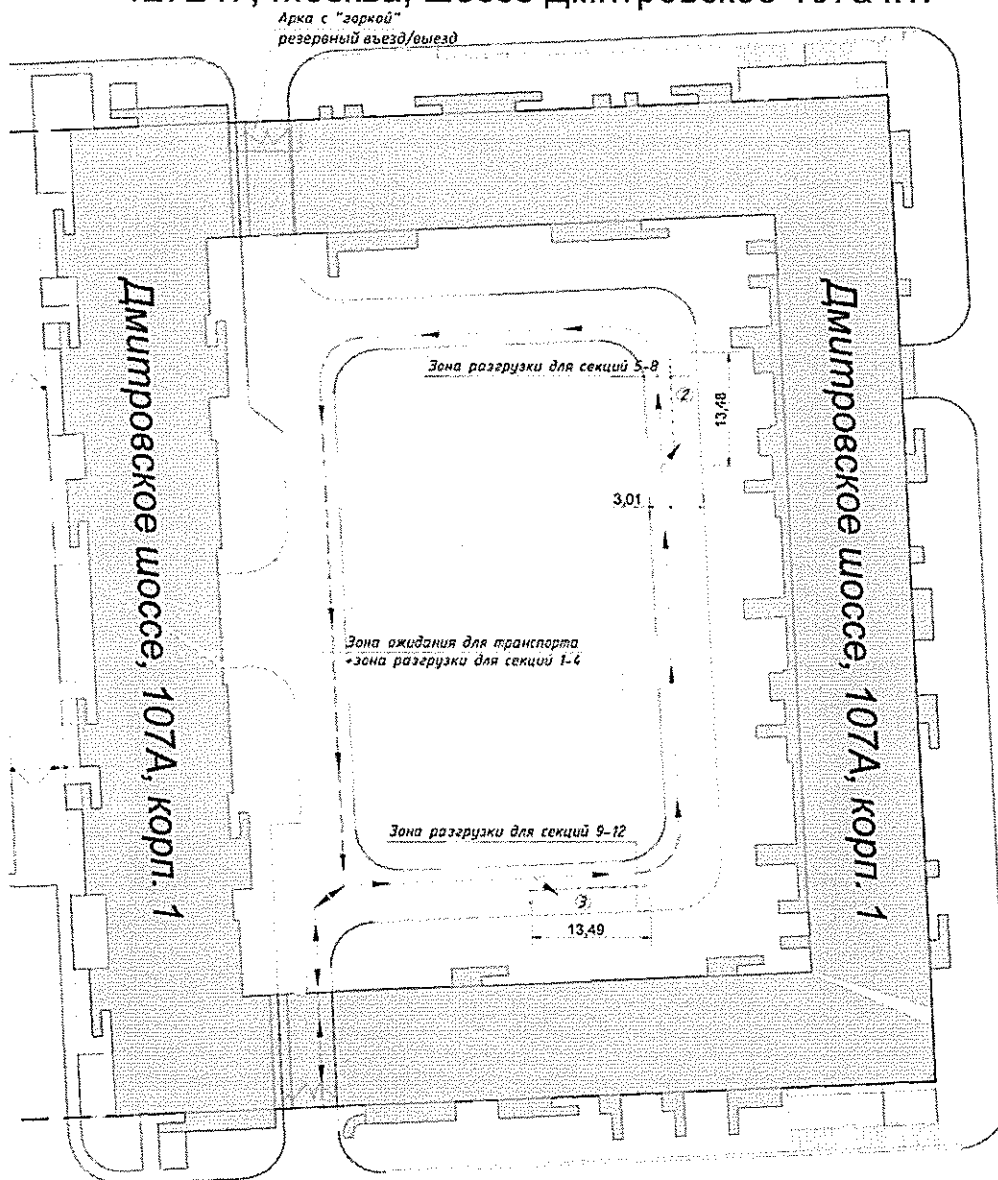 Арка с "горкой"
резервный въезд/выезд
Дмитровское шоссе, 107А, корп. 1
Дмитровское шоссе, 107А, корп. 1
Зона разгрузки для секций 5-8
2
13,48
3,01
Зона ожидания для транспорта
+зона разгрузки для секций 1-4
Зона разгрузки для секций 9-12
3
13,49